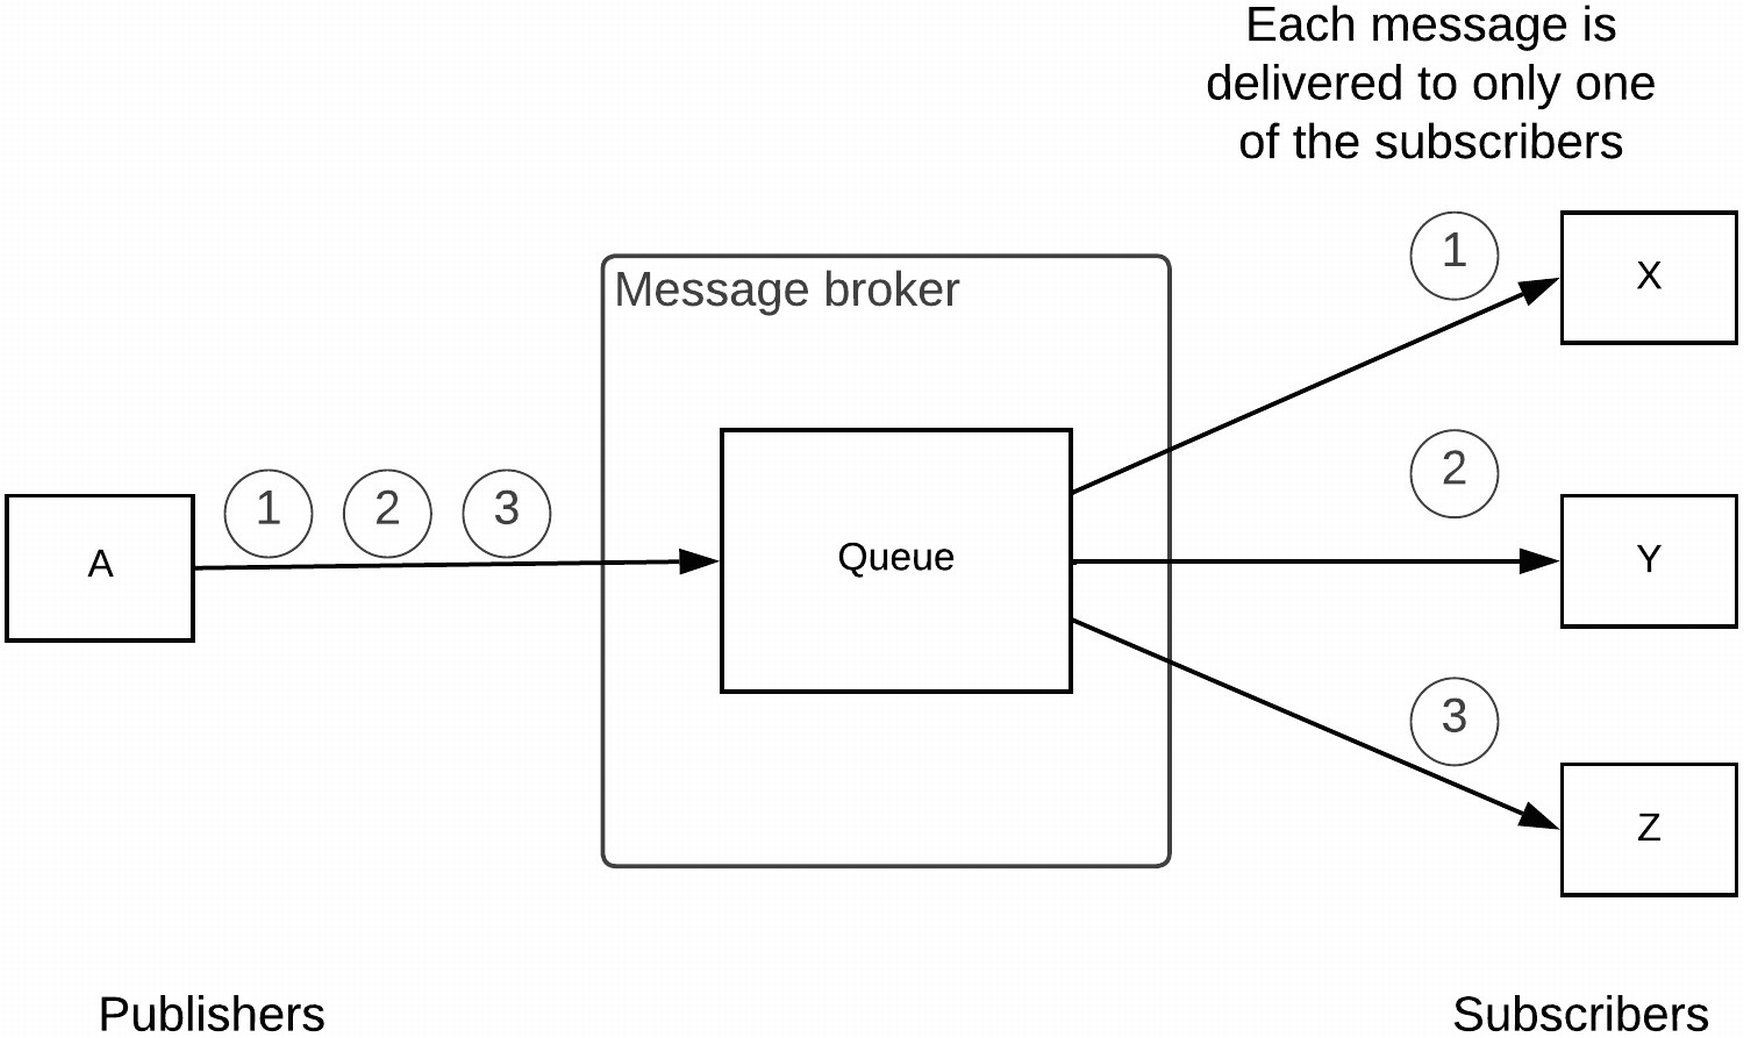 Each message is
delivered to only one
of the subscribers
1
X
Message broker
2
1
2
3
A
Queue
Y
3
Z
Publishers
Subscribers